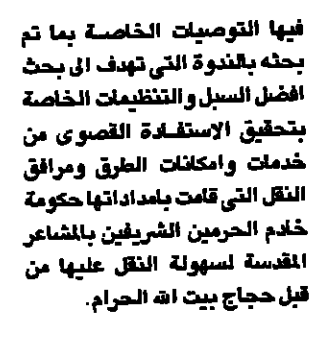 فيها التوصيات الخاصة بما تم
بحثه بالندوة التي تهدف الى بحث
افضل السبل والتنظيمات الخاصة
بتحقيق الاستفادة القصوى من
خدمات وامكانات الطرق ومرافق
النقل التي قامت بامداداتها حكومة
خادم الحرمين الشريفين بالمشاعر
المقدسة لسهولة النقل عليها من
قبل حجاج بيت الله الحرام.